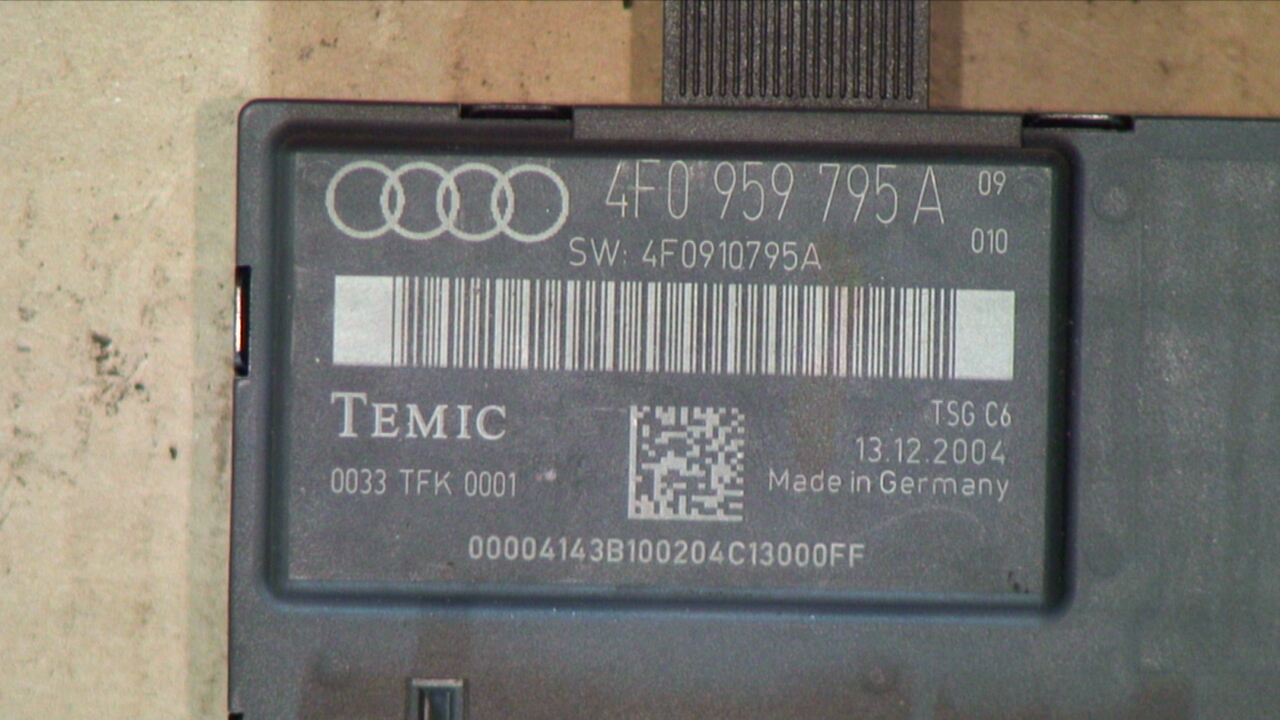 4F0 959 795 A 09
010
SW: 4F0910795A
TEMIC
TSG C6
13.12.2004
0033 TFK 0001
Made in Germany
00004143B100204C13000FF